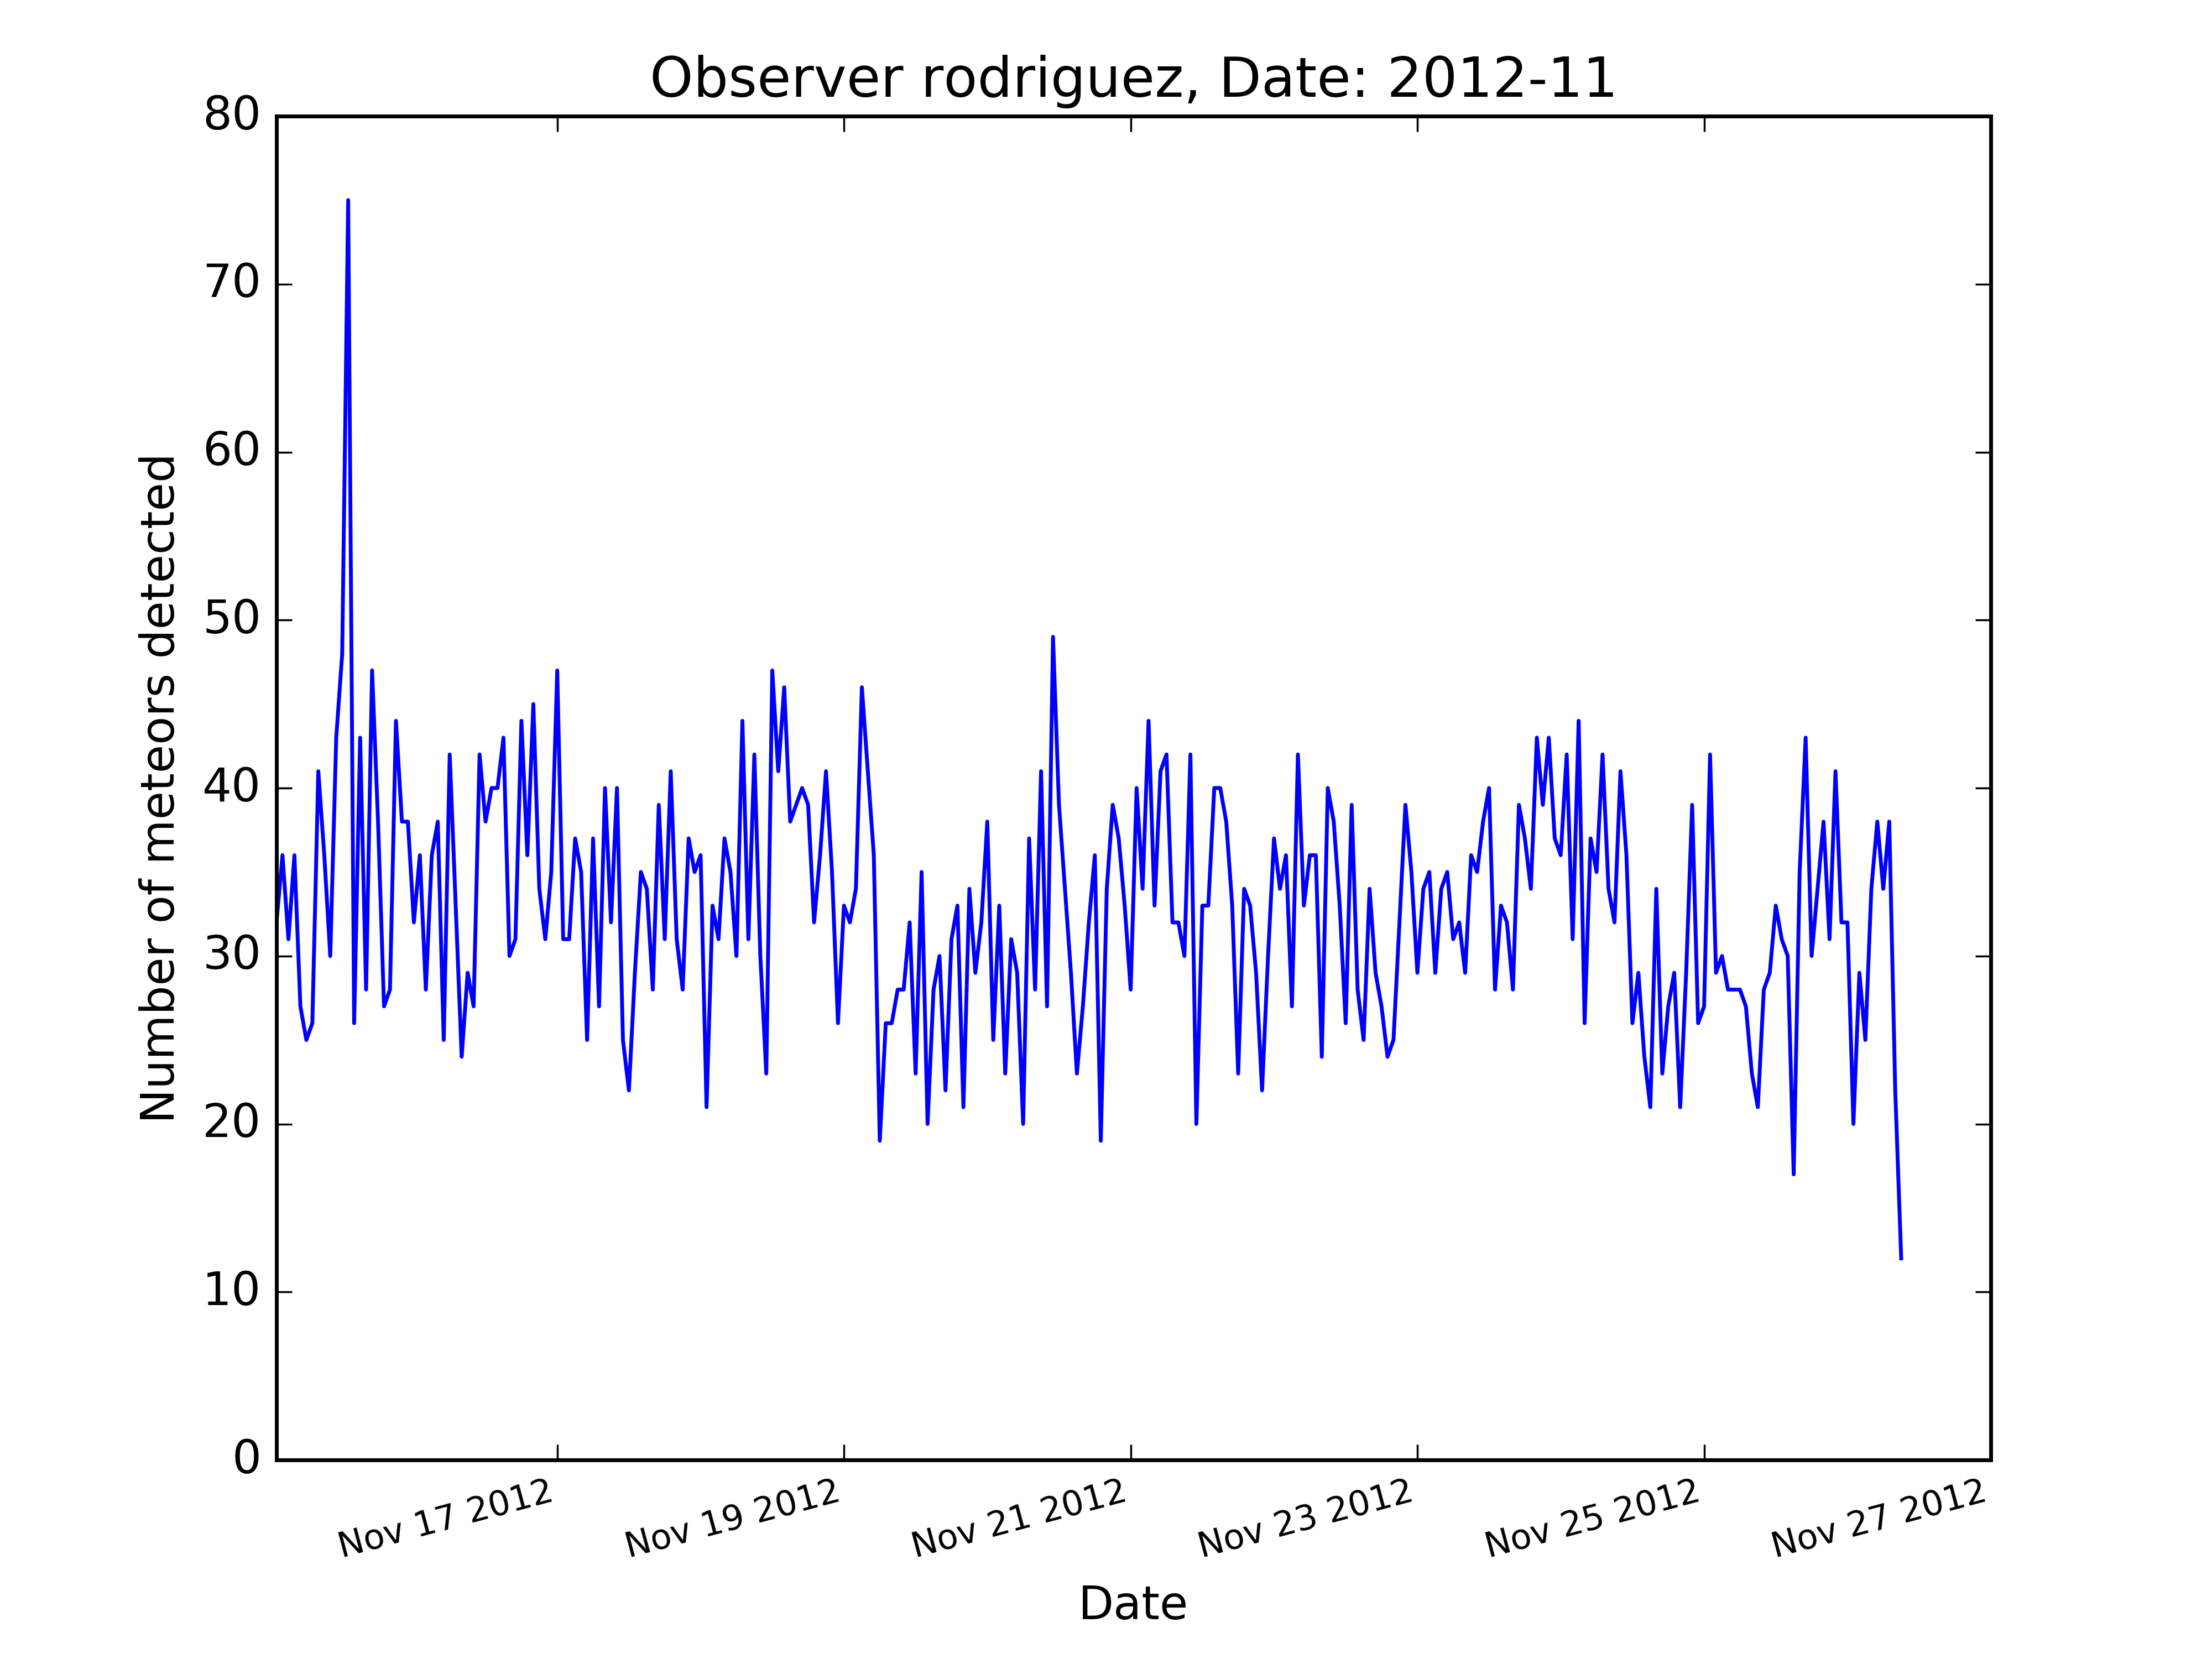 Observer rodriguez, Date: 2012-11
80
70
60
50
40
30
20
10
0
Number of meteors detected
Nov 17 2012
Nov 19 2012
Nov 21 2012
Nov 23 2012
Nov 25 2012
Nov 27 2012
Date